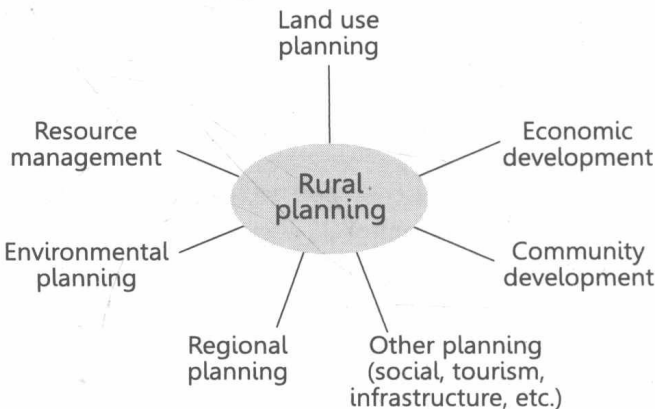 Land use
planning
Resource
management
Economic
development
Rural
planning
Environmental
planning
Community
development
Regional
planning
Other planning
(social, tourism,
infrastructure, etc.)